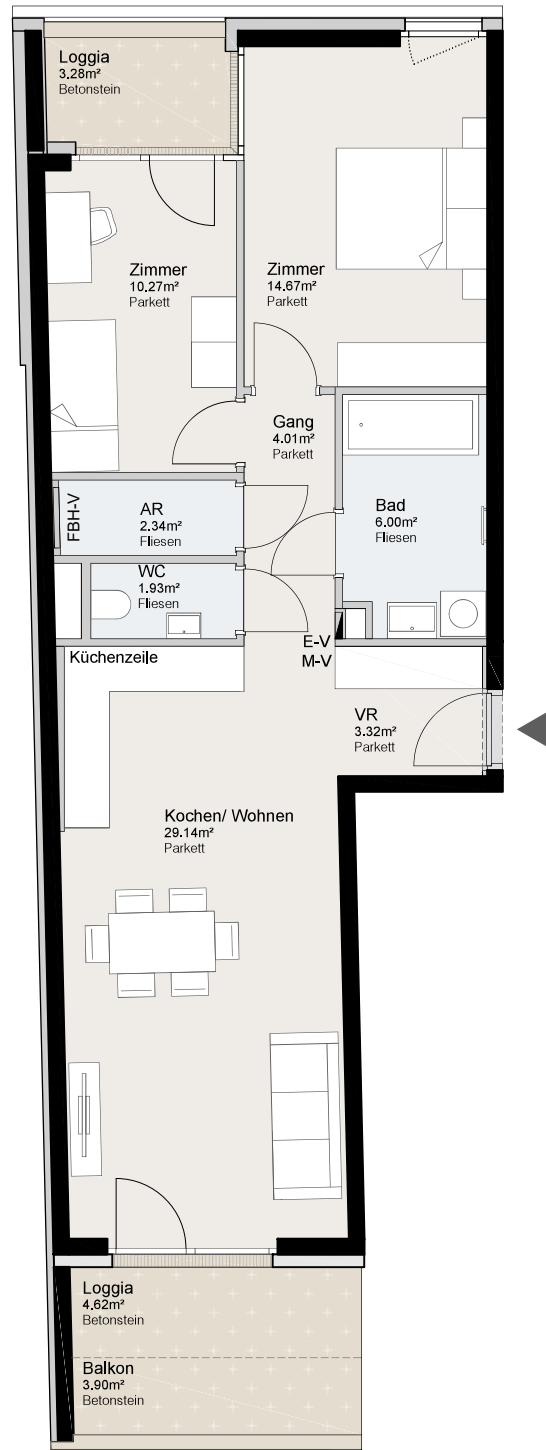 Loggia
3.28m²
Betonstein
Zimmer
10.27m²
Parkett
Zimmer
14.67m²
Parkett
Gang
4.01m²
Parkett
FBH-V
AR
2.34m²
Fliesen
Bad
6.00m²
Fliesen
WC
1.93m²
Fliesen
E-V
M-V
Küchenzeile
VR
3.32m²
Parkett
Kochen/ Wohnen
29.14m²
Parkett
Loggia
4.62m²
Betonstein
Balkon
3.90m²
Betonstein